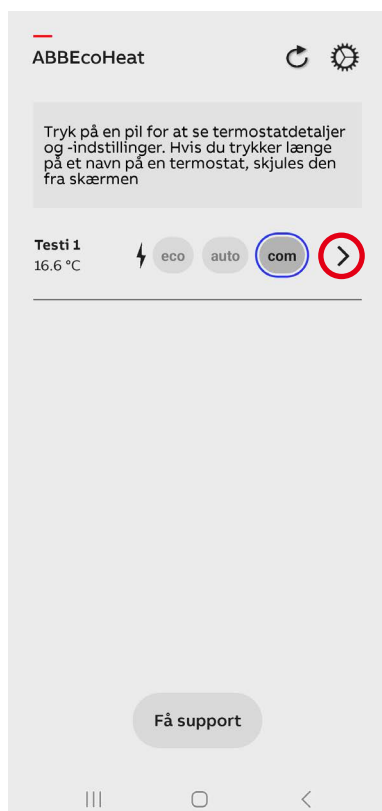 ABBEcoHeat
Tryk på en pil for at se termostatdetaljer
og -indstillinger. Hvis du trykker længe
på et navn på en termostat, skjules den
fra skærmen
Testi 1
16.6 °C
eco auto com
Få support